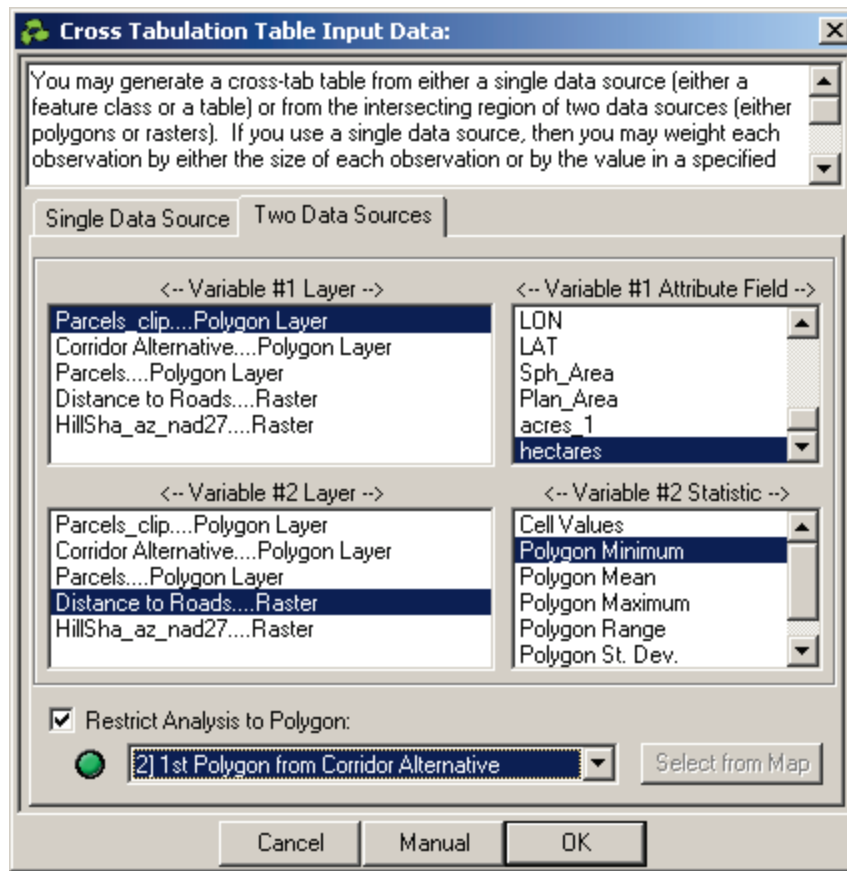 Cross Tabulation Table Input Data:
You may generate a cross-tab table from either a single data source (either a
feature class or a table) or from the intersecting region of two data sources (either
polygons or rasters).  If you use a single data source, then you may weight each
observation by either the size of each observation or by the value in a specified
Single Data Source
Two Data Sources
<-- Variable #1 Layer -->
Parcels_clip....Polygon Layer
Corridor Alternative....Polygon Layer
Parcels....Polygon Layer
Distance to Roads....Raster
HillSha_az_nad27....Raster
<-- Variable #1 Attribute Field -->
LON
LAT
Sph_Area
Plan_Area
acres_1
hectares
<-- Variable #2 Layer -->
Parcels_clip....Polygon Layer
Corridor Alternative....Polygon Layer
Parcels....Polygon Layer
Distance to Roads....Raster
HillSha_az_nad27....Raster
<-- Variable #2 Statistic -->
Cell Values
Polygon Minimum
Polygon Mean
Polygon Maximum
Polygon Range
Polygon St. Dev.
Restrict Analysis to Polygon:
2] 1st Polygon from Corridor Alternative
Select from Map
Cancel
Manual
OK